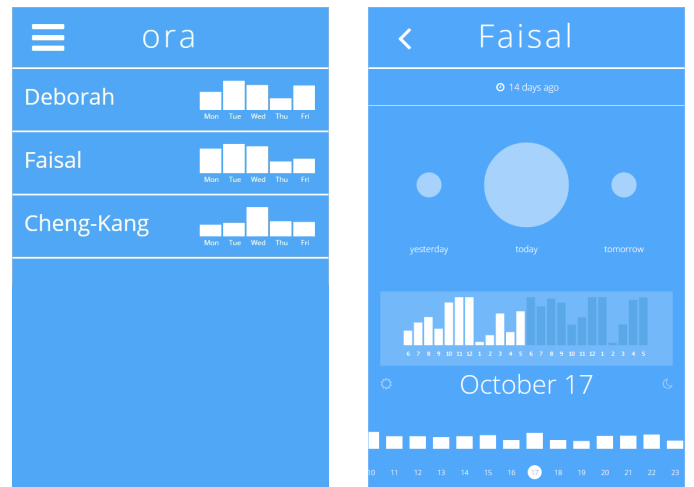 ora
Deborah
Mon Tue Wed Thu Fri
Faisal
Mon Tue Wed Thu Fri
Cheng-Kang
Mon Tue Wed Thu Fri
Faisal
14 days ago
yesterday today tomorrow
6 7 8 9 10 11 12 1 2 3 4 5 6 7 8 9 10 11 12 1 2 3 4 5
October 17
10 11 12 13 14 15 16 17 18 19 20 21 22 23